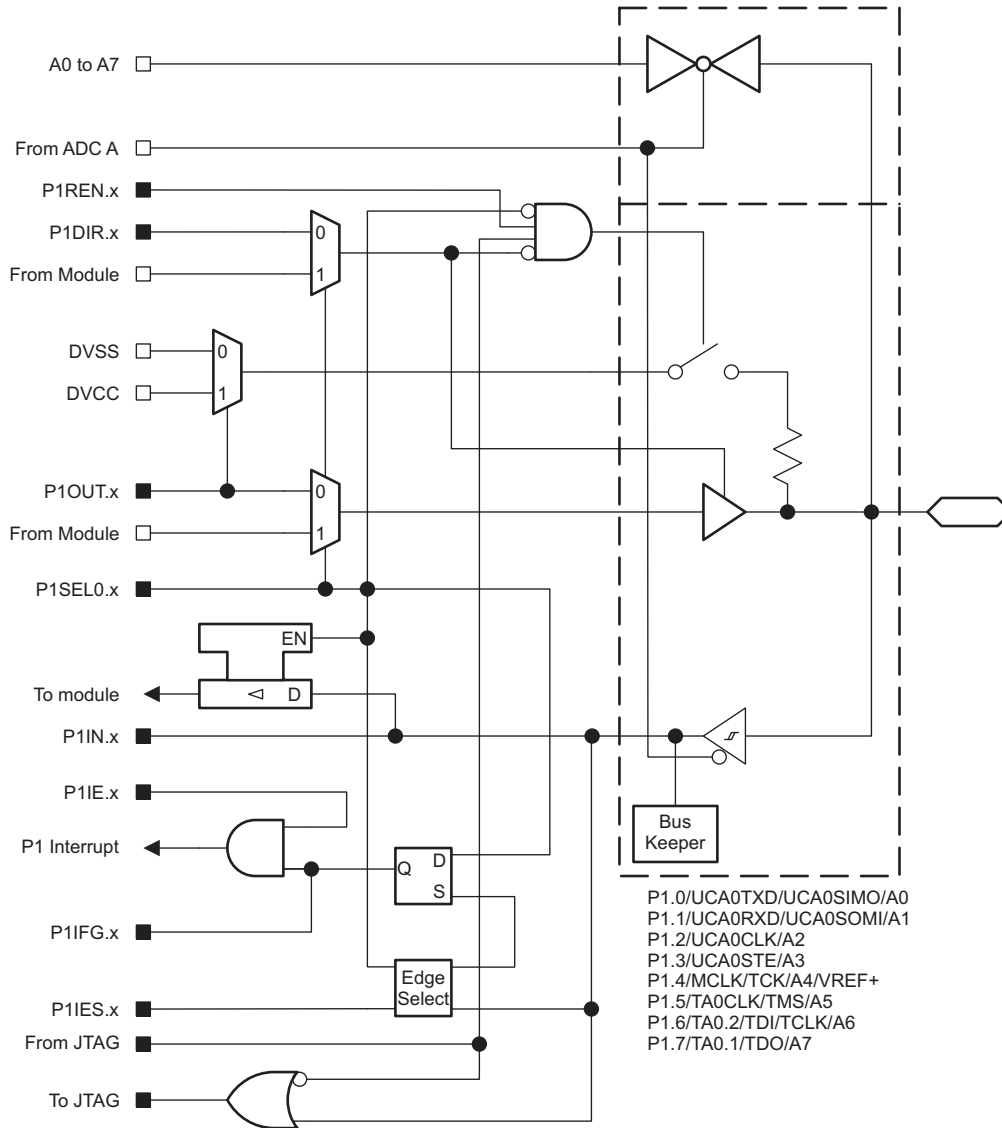 A0 to A7
From ADC A
P1REN.x
P1DIR.x
0
From Module
1
DVSS
0
DVCC
1
P1OUT.x
0
From Module
1
P1SEL0.x
EN
To module
D
P1IN.x
P1IE.x
Bus
Keeper
P1 Interrupt
Q
D
S
P1IFG.x
Edge
Select
P1IES.x
From JTAG
To JTAG
P1.0/UCA0TXD/UCA0SIMO/A0
P1.1/UCA0RXD/UCA0SOMI/A1
P1.2/UCA0CLK/A2
P1.3/UCA0STE/A3
P1.4/MCLK/TCK/A4/VREF+
P1.5/TA0CLK/TMS/A5
P1.6/TA0.2/TDI/TCLK/A6
P1.7/TA0.1/TDO/A7